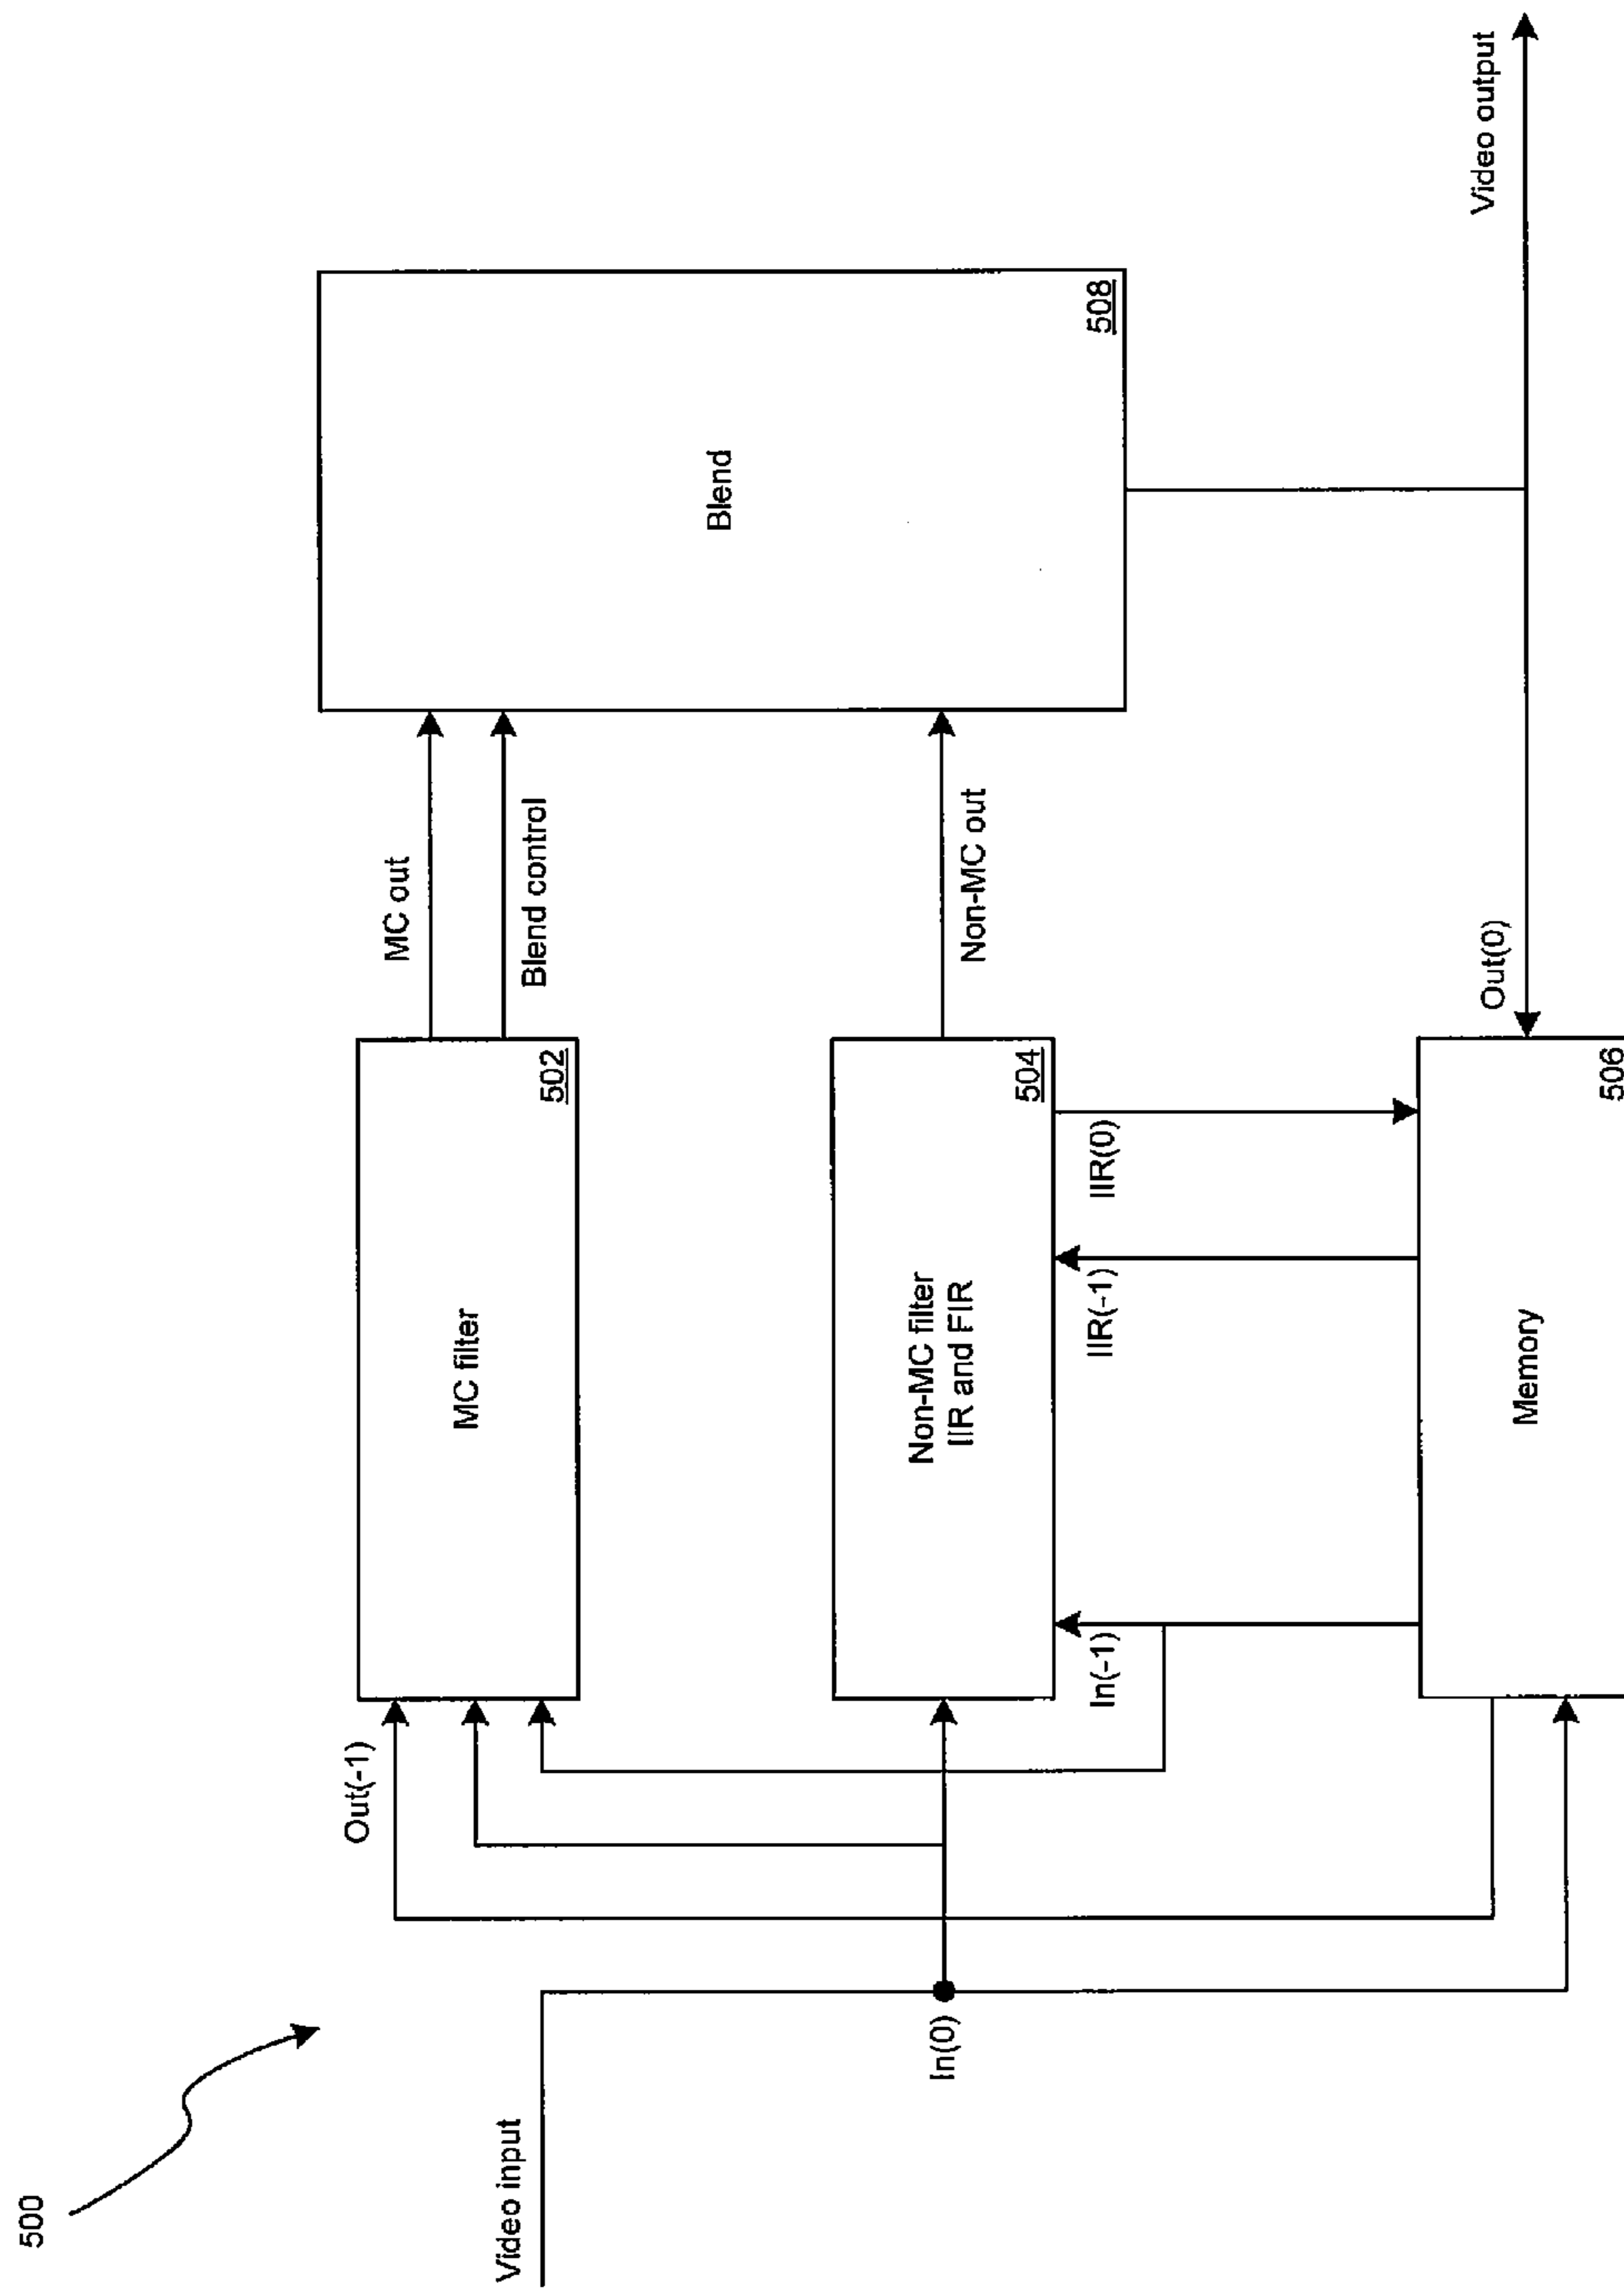 500
Video input
In(0)
Out(-1)
MC filter
502
MC out
Blend control
Non-MC filter
IIR and FIR
504
Non-MC out
In(-1)
IIR(-1)
IIR(0)
Memory
506
Blend
508
Out(0)
Video output